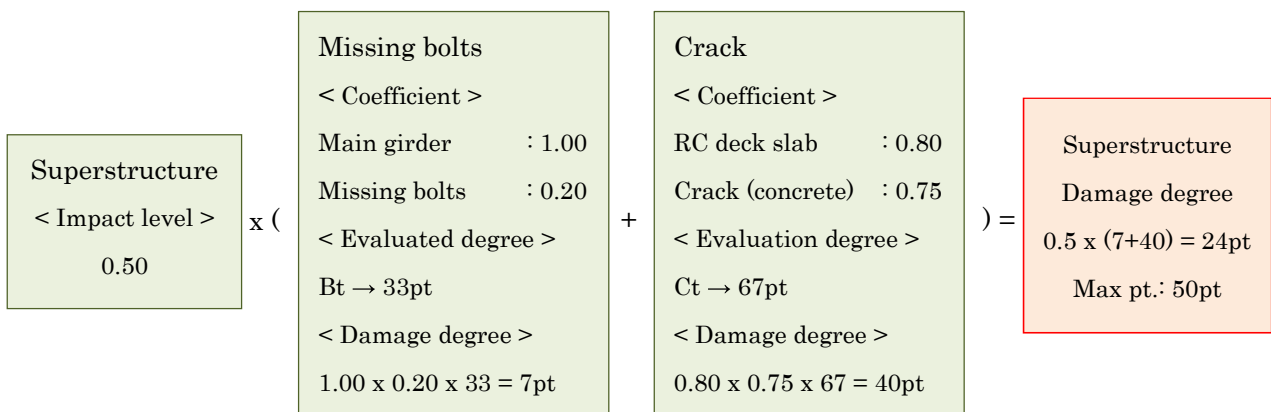 Superstructure
< Impact level >
0.50
x (
Missing bolts
< Coefficient >
Main girder : 1.00
Missing bolts : 0.20
< Evaluated degree >
Bt → 33pt
< Damage degree >
1.00 x 0.20 x 33 = 7pt
+
Crack
< Coefficient >
RC deck slab : 0.80
Crack (concrete) : 0.75
< Evaluation degree >
Ct → 67pt
< Damage degree >
0.80 x 0.75 x 67 = 40pt
) =
Superstructure
Damage degree
0.5 x (7+40) = 24pt
Max pt.: 50pt